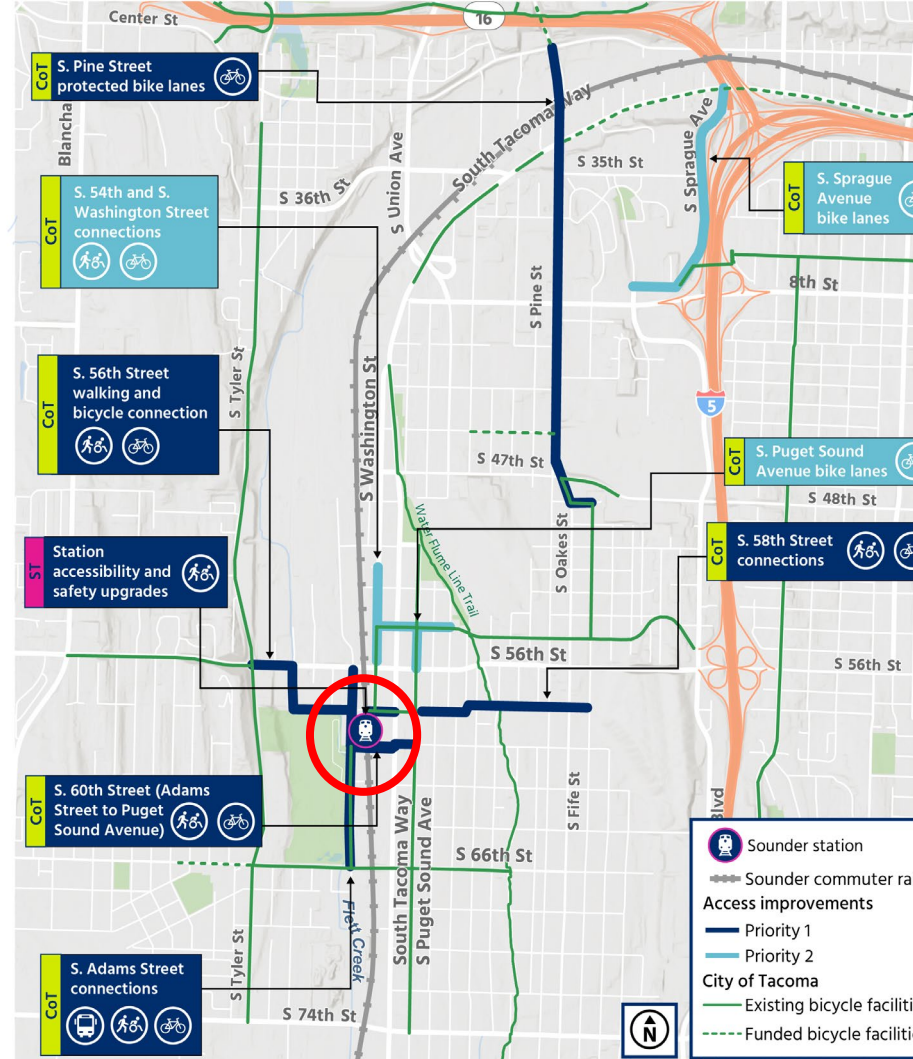 Center St
16
CoT
S. Pine Street
protected bike lanes
Blancha
S Union Ave
South Tacoma Way
S 35th St
S Sprague Ave
CoT
S. Sprague
Avenue
bike lanes
S 36th St
CoT
S. 54th and S.
Washington Street
connections
8th St
S Pine St
S Tyler St
S Washington St
CoT
S. 56th Street
walking and
bicycle connection
5
S 47th St
CoT
S. Puget Sound
Avenue bike lanes
S 48th St
Water Flume Line Trail
S Oakes St
CoT
S. 58th Street
connections
ST
Station
accessibility and
safety upgrades
S 56th St
S 56th St
CoT
S. 60th Street (Adams
Street to Puget
Sound Avenue)
S Fife St
Blvd
South Tacoma Way
S Puget Sound Ave
S 66th St
Flett Creek
S Tyler St
CoT
S. Adams Street
connections
S 74th St
N
Sounder station
Sounder commuter ra
Access improvements
Priority 1
Priority 2
City of Tacoma
Existing bicycle faciliti
Funded bicycle facilitie